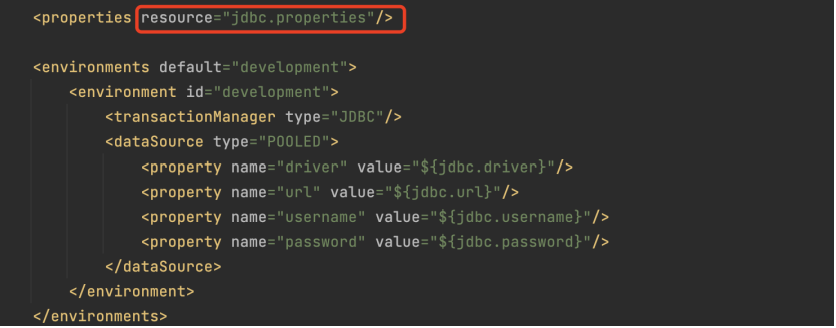 <properties resource="jdbc.properties"/>
<environments default="development">
<environment id="development">
<transactionManager type="JDBC"/>
<dataSource type="POOLED">
<property name="driver" value="${jdbc.driver}"/>
<property name="url" value="${jdbc.url}"/>
<property name="username" value="${jdbc.username}"/>
<property name="password" value="${jdbc.password}"/>
</dataSource>
</environment>
</environments>